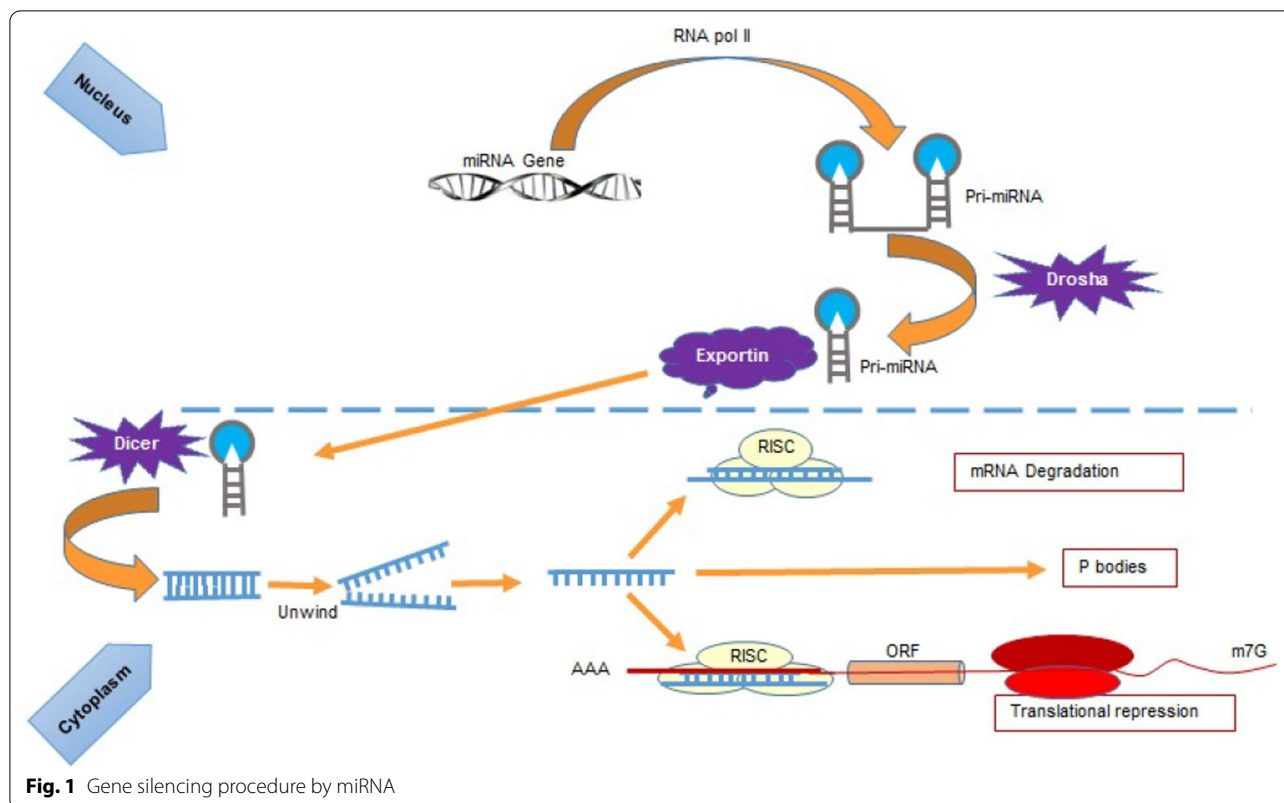 RNA pol II
Nucleus
miRNA Gene
Pri-miRNA
Drosha
Exportin
Pri-miRNA
Dicer
RISC
mRNA Degradation
P bodies
Unwind
AAA
RISC
ORF
m7G
Translational repression
Cytoplasm
Fig. 1 Gene silencing procedure by miRNA